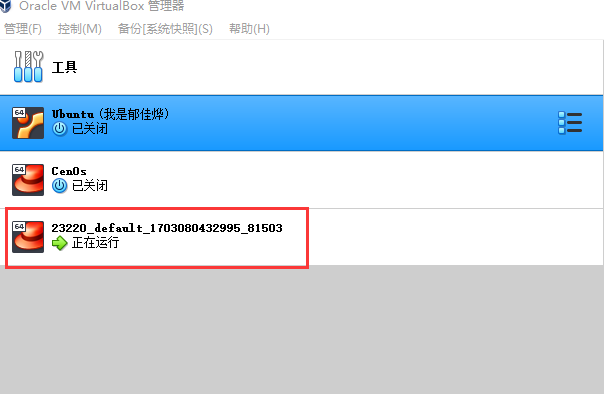 Oracle VM VirtualBox 管理器
管理(F) 控制(M) 备份[系统快照](S) 帮助(H)
工具
64
Ubuntu (我是郁佳烨)
已关闭
64
CenOs
已关闭
64
23220_default_1703080432995_81503
正在运行